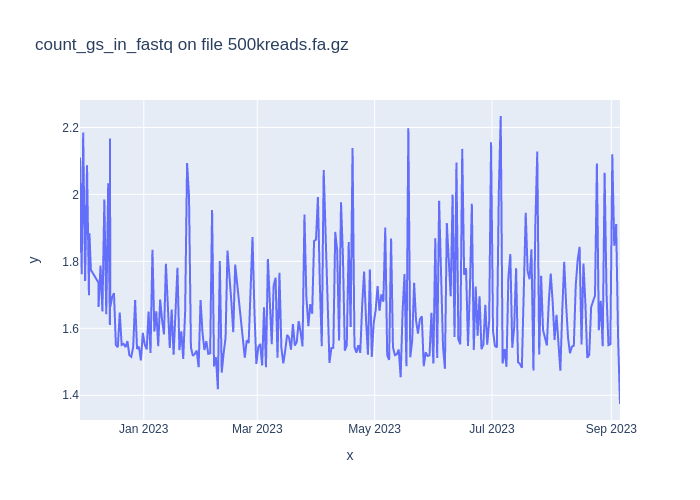 count_gs_in_fastq on file 500kreads.fa.gz
2.2
2
1.8
1.6
1.4
y
Jan 2023 Mar 2023 May 2023 Jul 2023 Sep 2023
x